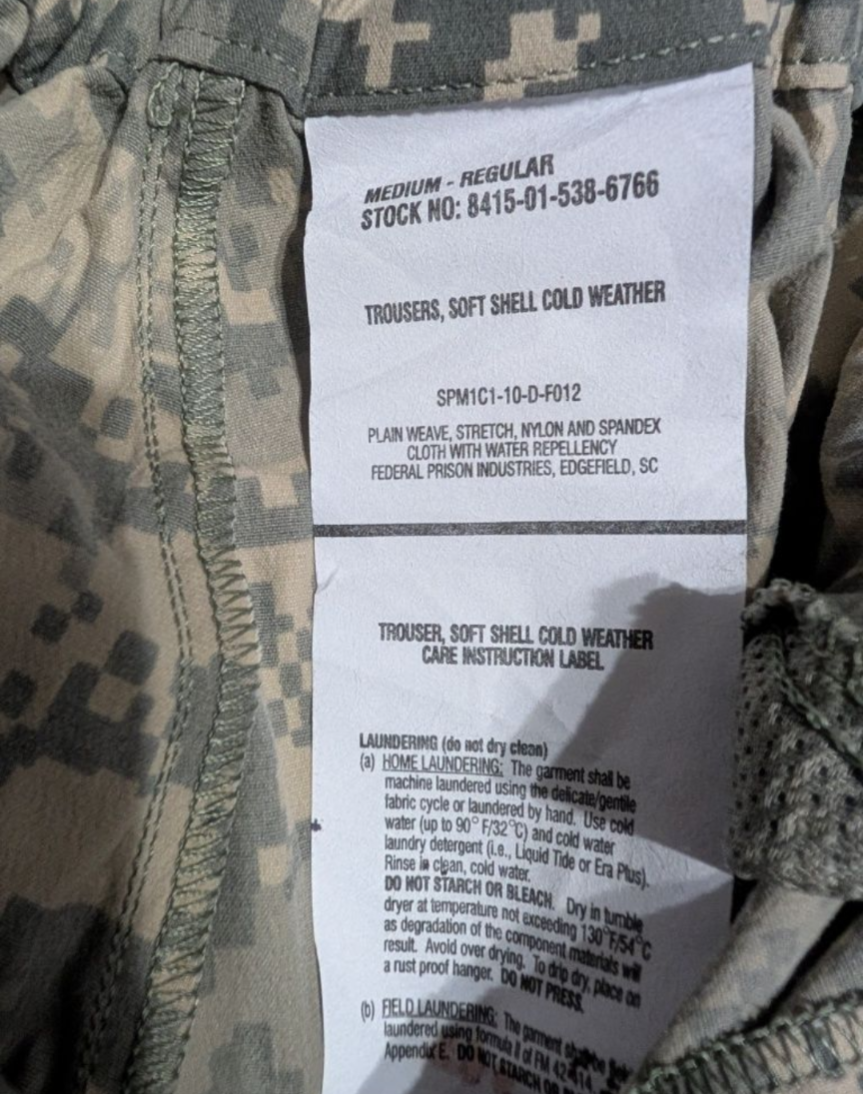 MEDIUM - REGULAR
STOCK NO: 8415-01-538-6766
TROUSERS, SOFT SHELL COLD WEATHER
SPM1C1-10-D-F012
PLAIN WEAVE, STRETCH, NYLON AND SPANDEX
CLOTH WITH WATER REPELLENCY
FEDERAL PRISON INDUSTRIES, EDGEFIELD, SC
TROUSER, SOFT SHELL COLD WEATHER
CARE INSTRUCTION LABEL
LAUNDERING (do not dry clean)
(a) HOME LAUNDERING: The garment shall be
machine laundered using the delicate/gentle
fabric cycle or laundered by hand. Use cold
water (up to 90°F/32°C) and cold water
laundry detergent (i.e., Liquid Tide or Era Plus).
Rinse in clean, cold water.
DO NOT STARCH OR BLEACH. Dry in tumble
dryer at temperature not exceeding 130°F/54°C
as degradation of the component materials will
result. Avoid over drying. To drip dry, place on
a rust proof hanger. DO NOT PRESS.
(b) FIELD LAUNDERING: The garment shall be
laundered using formula II of FM 42-414,
Appendix E. DO NOT STARCH OR